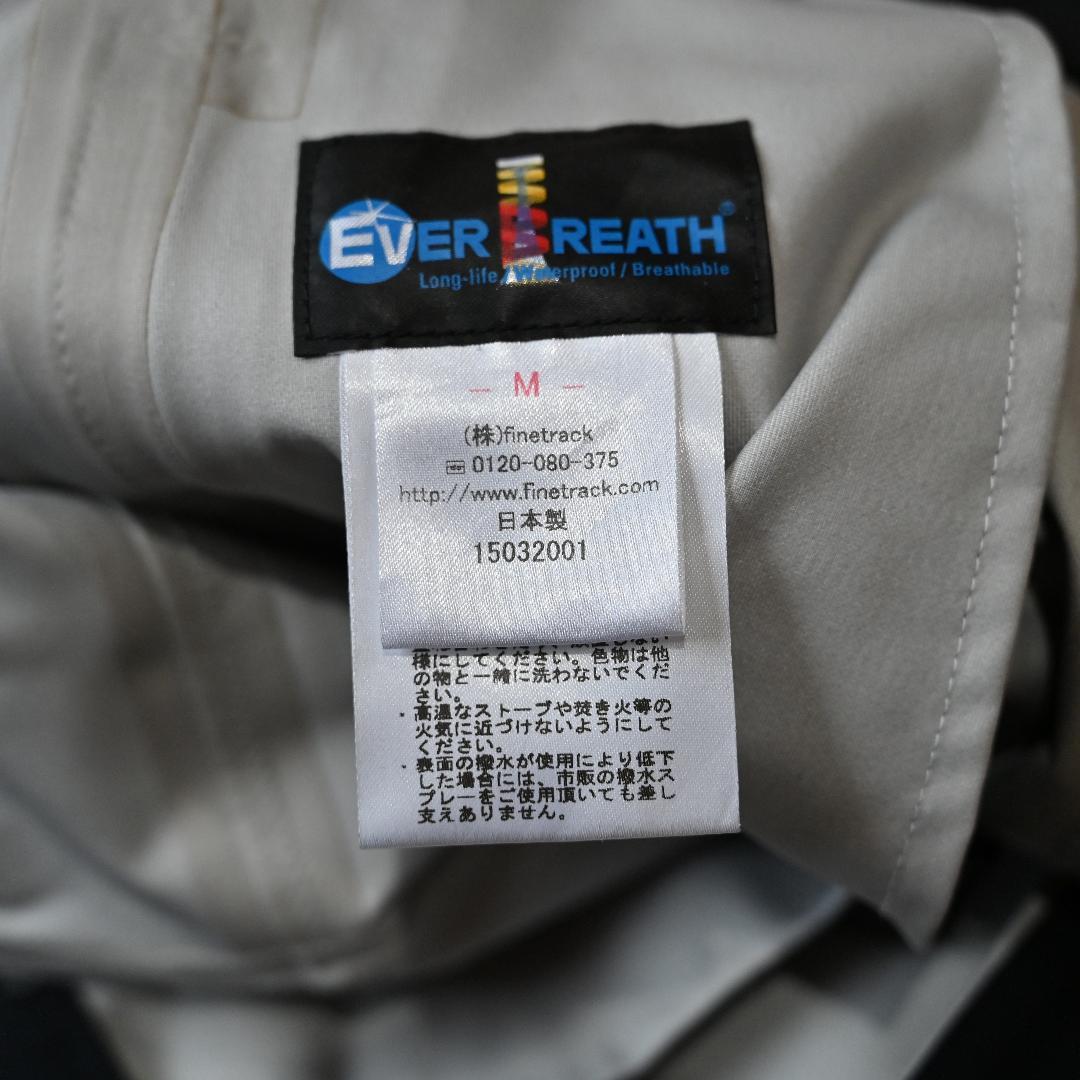 EVERBREATH®
Long-life / Waterproof / Breathable
- M -
(株)finetrack
0120-080-375
http://www.finetrack.com
日本製
15032001
様にしてください。色物は他
の物と一緒に洗わないでくだ
さい。
・高温なストーブや焚き火等の
火気に近づけないようにして
ください。
・表面の撥水が使用により低下
した場合には、市販の撥水ス
プレーをご使用頂いても差し
支えありません。